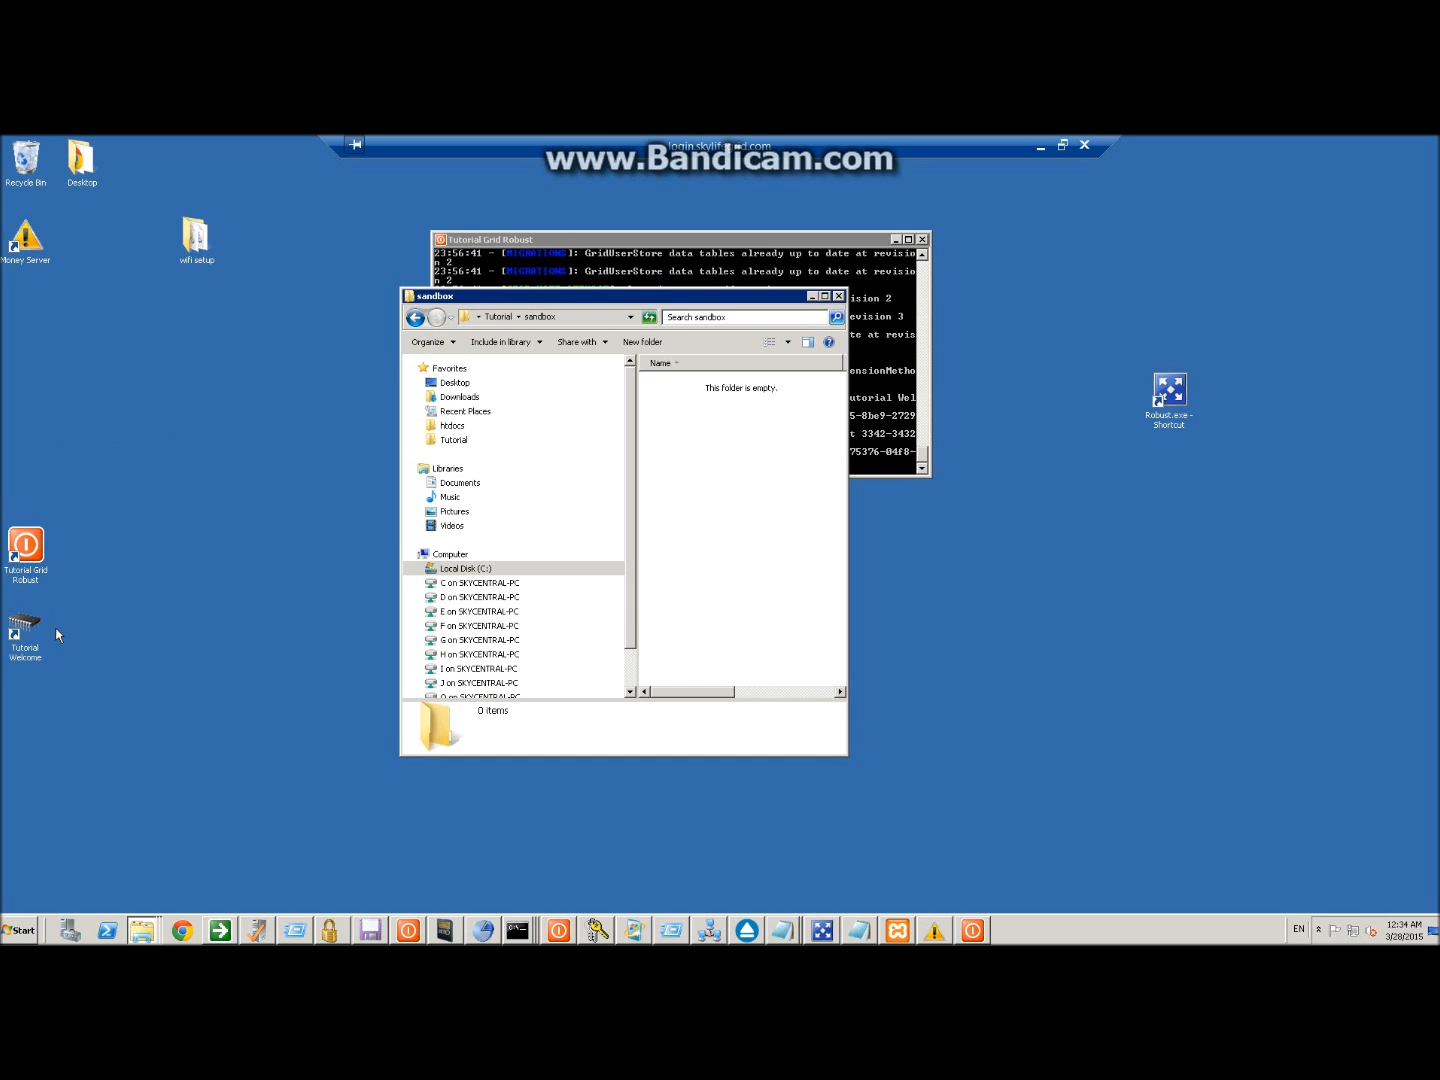 www.Bandicam.com
Recycle Bin
Desktop
Money Server
wifi setup
Tutorial Grid Robust
23:56:41 - [MIGRATIONS]: GridUserStore data tables already up to date at revisio
n 2
23:56:41 - [MIGRATIONS]: GridUserStore data tables already up to date at revisio
n 2
ision 2
evision 3
te at revis
ensionMetho
utorial Wel
5-8be9-2729
t 3342-3432
75376-04f8-
sandbox
Tutorial sandbox
Search sandbox
Organize
Include in library
Share with
New folder
Favorites
Desktop
Downloads
Recent Places
htdocs
Tutorial
Libraries
Documents
Music
Pictures
Videos
Computer
Local Disk (C:)
C on SKYCENTRAL-PC
D on SKYCENTRAL-PC
E on SKYCENTRAL-PC
F on SKYCENTRAL-PC
G on SKYCENTRAL-PC
H on SKYCENTRAL-PC
I on SKYCENTRAL-PC
J on SKYCENTRAL-PC
Name
This folder is empty.
0 items
Robust.exe -
Shortcut
Tutorial Grid
Robust
Tutorial
Welcome
Start
C:\_
EN
12:34 AM
3/28/2015